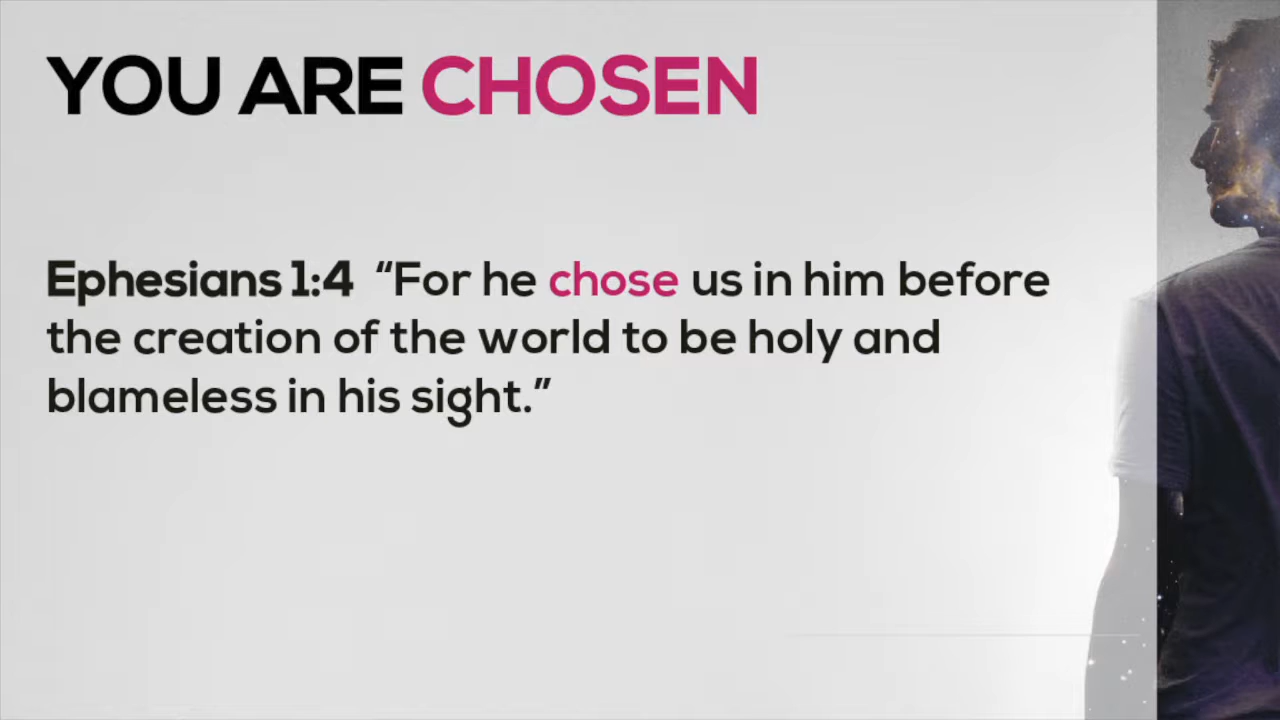 YOU ARE CHOSEN
Ephesians 1:4 “For he chose us in him before
the creation of the world to be holy and
blameless in his sight.”